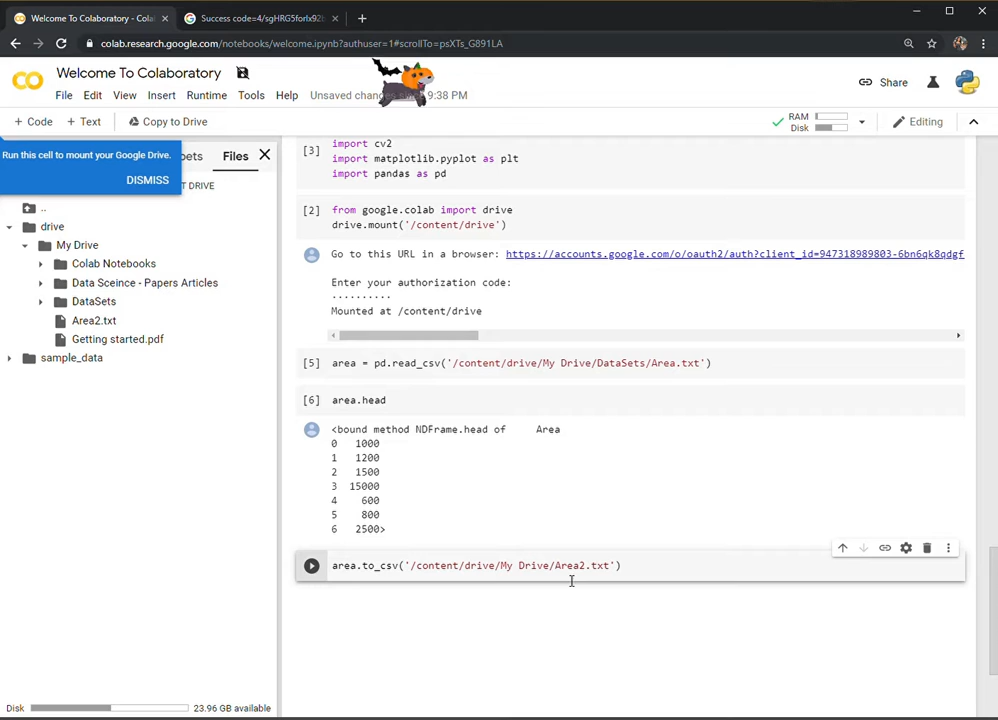 Welcome To Colaboratory - Cola
Success code=4/sgHRG5forlx92
colab.research.google.com/notebooks/welcome.ipynb?authuser=1#scrollTo=psXTs_G891LA
Welcome To Colaboratory
File Edit View Insert Runtime Tools Help Unsaved changes 9:38 PM
Share
+ Code + Text Copy to Drive
RAM
Disk
Editing
Run this cell to mount your Google Drive.
DISMISS
pets Files
T DRIVE
..
drive
My Drive
Colab Notebooks
Data Sceince - Papers Articles
DataSets
Area2.txt
Getting started.pdf
sample_data
Disk 23.96 GB available
[3] import cv2
import matplotlib.pyplot as plt
import pandas as pd
[2] from google.colab import drive
drive.mount('/content/drive')
Go to this URL in a browser: https://accounts.google.com/o/oauth2/auth?client_id=947318989803-6bn6qk8qdgf
Enter your authorization code:
··········
Mounted at /content/drive
[5] area = pd.read_csv('/content/drive/My Drive/DataSets/Area.txt')
[6] area.head
<bound method NDFrame.head of Area
0 1000
1 1200
2 1500
3 15000
4 600
5 800
6 2500>
area.to_csv('/content/drive/My Drive/Area2.txt')